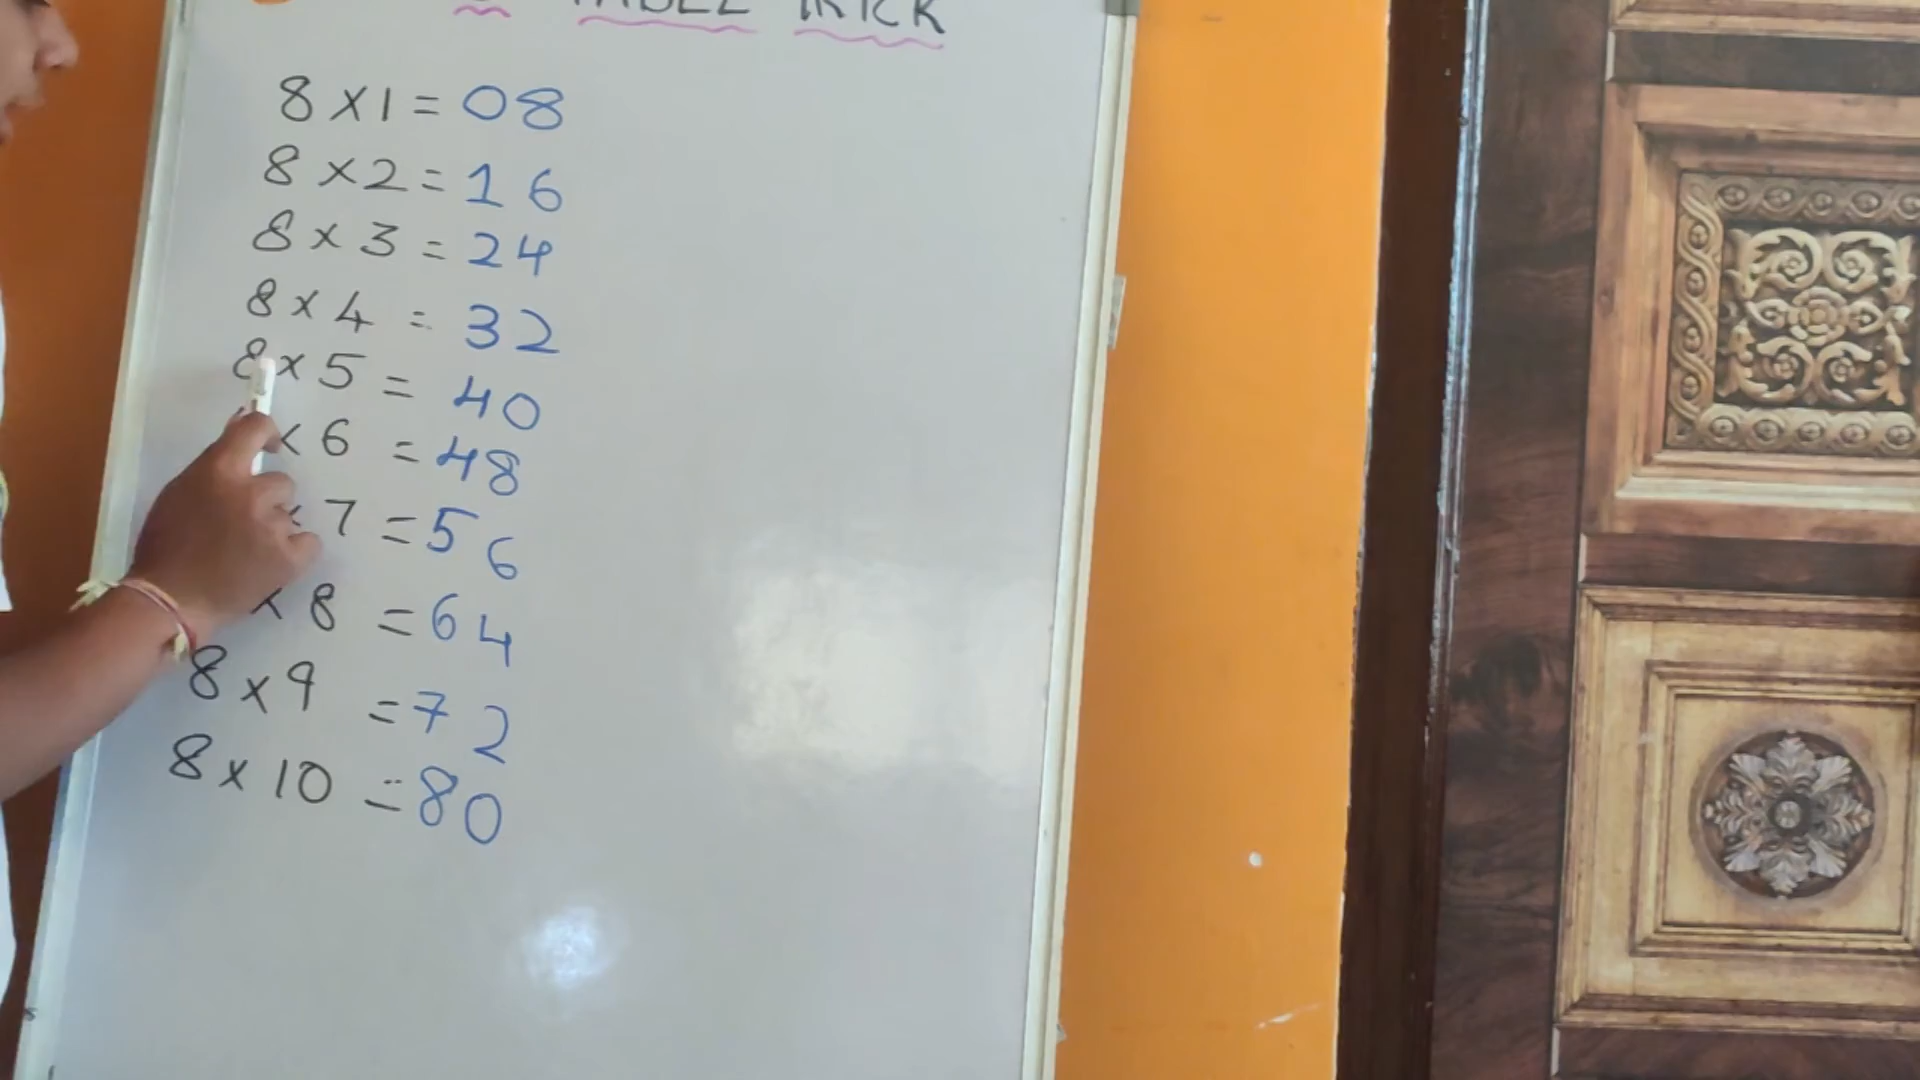 TABLE TRICK
8 x 1 = 08
8 x 2 = 16
8 x 3 = 24
8 x 4 = 32
8 x 5 = 40
x 6 = 48
x 7 = 56
x 8 = 64
8 x 9 = 72
8 x 10 = 80